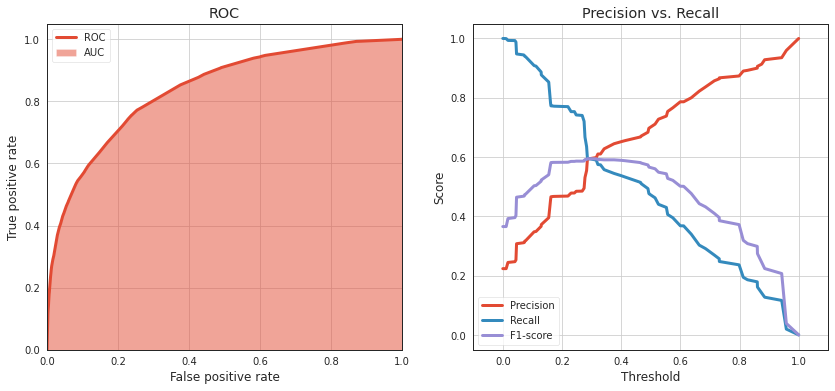 ROC
ROC
AUC
True positive rate
1.0
0.8
0.6
0.4
0.2
0.0
0.0 0.2 0.4 0.6 0.8 1.0
False positive rate
Precision vs. Recall
Score
1.0
0.8
0.6
0.4
0.2
0.0
Precision
Recall
F1-score
0.0 0.2 0.4 0.6 0.8 1.0
Threshold